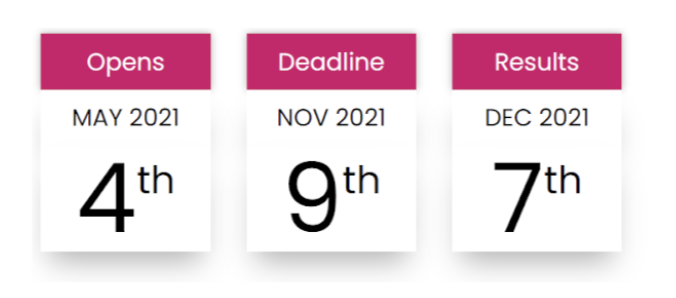 Opens
MAY 2021
4th
Deadline
NOV 2021
9th
Results
DEC 2021
7th